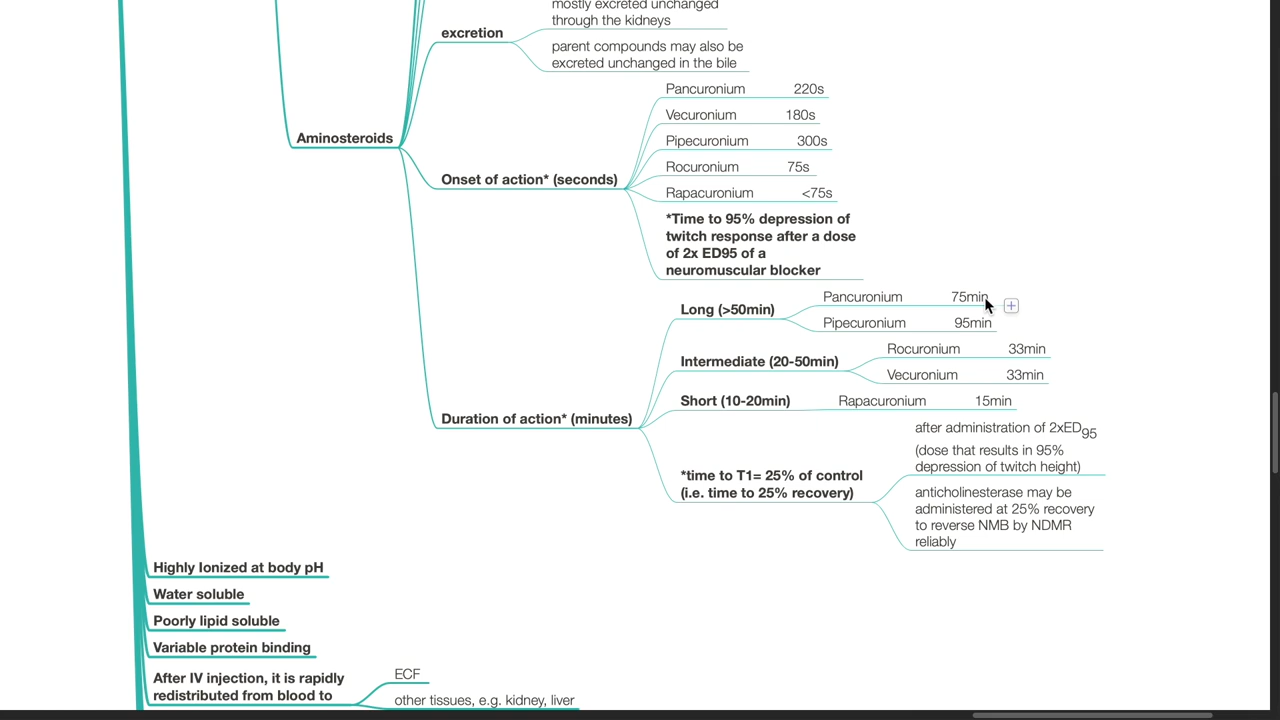 mostly excreted unchanged
through the kidneys
excretion
parent compounds may also be
excreted unchanged in the bile
Aminosteroids
Onset of action* (seconds)
Pancuronium 220s
Vecuronium 180s
Pipecuronium 300s
Rocuronium 75s
Rapacuronium <75s
*Time to 95% depression of
twitch response after a dose
of 2x ED95 of a
neuromuscular blocker
Duration of action* (minutes)
Long (>50min)
Pancuronium 75min
Pipecuronium 95min
Intermediate (20-50min)
Rocuronium 33min
Vecuronium 33min
Short (10-20min)
Rapacuronium 15min
*time to T1= 25% of control
(i.e. time to 25% recovery)
after administration of 2xED95
(dose that results in 95%
depression of twitch height)
anticholinesterase may be
administered at 25% recovery
to reverse NMB by NDMR
reliably
Highly Ionized at body pH
Water soluble
Poorly lipid soluble
Variable protein binding
After IV injection, it is rapidly
redistributed from blood to
ECF
other tissues, e.g. kidney, liver